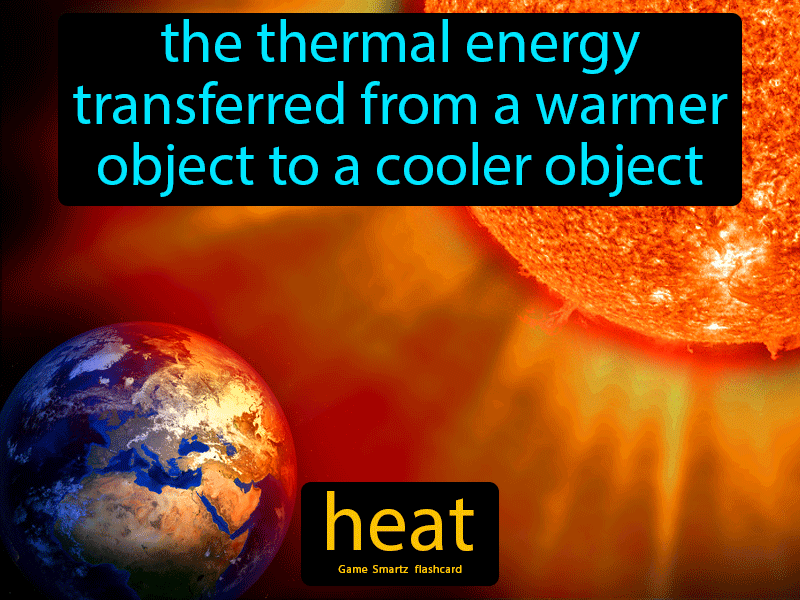 the thermal energy
transferred from a warmer
object to a cooler object
heat
Game Smartz flashcard